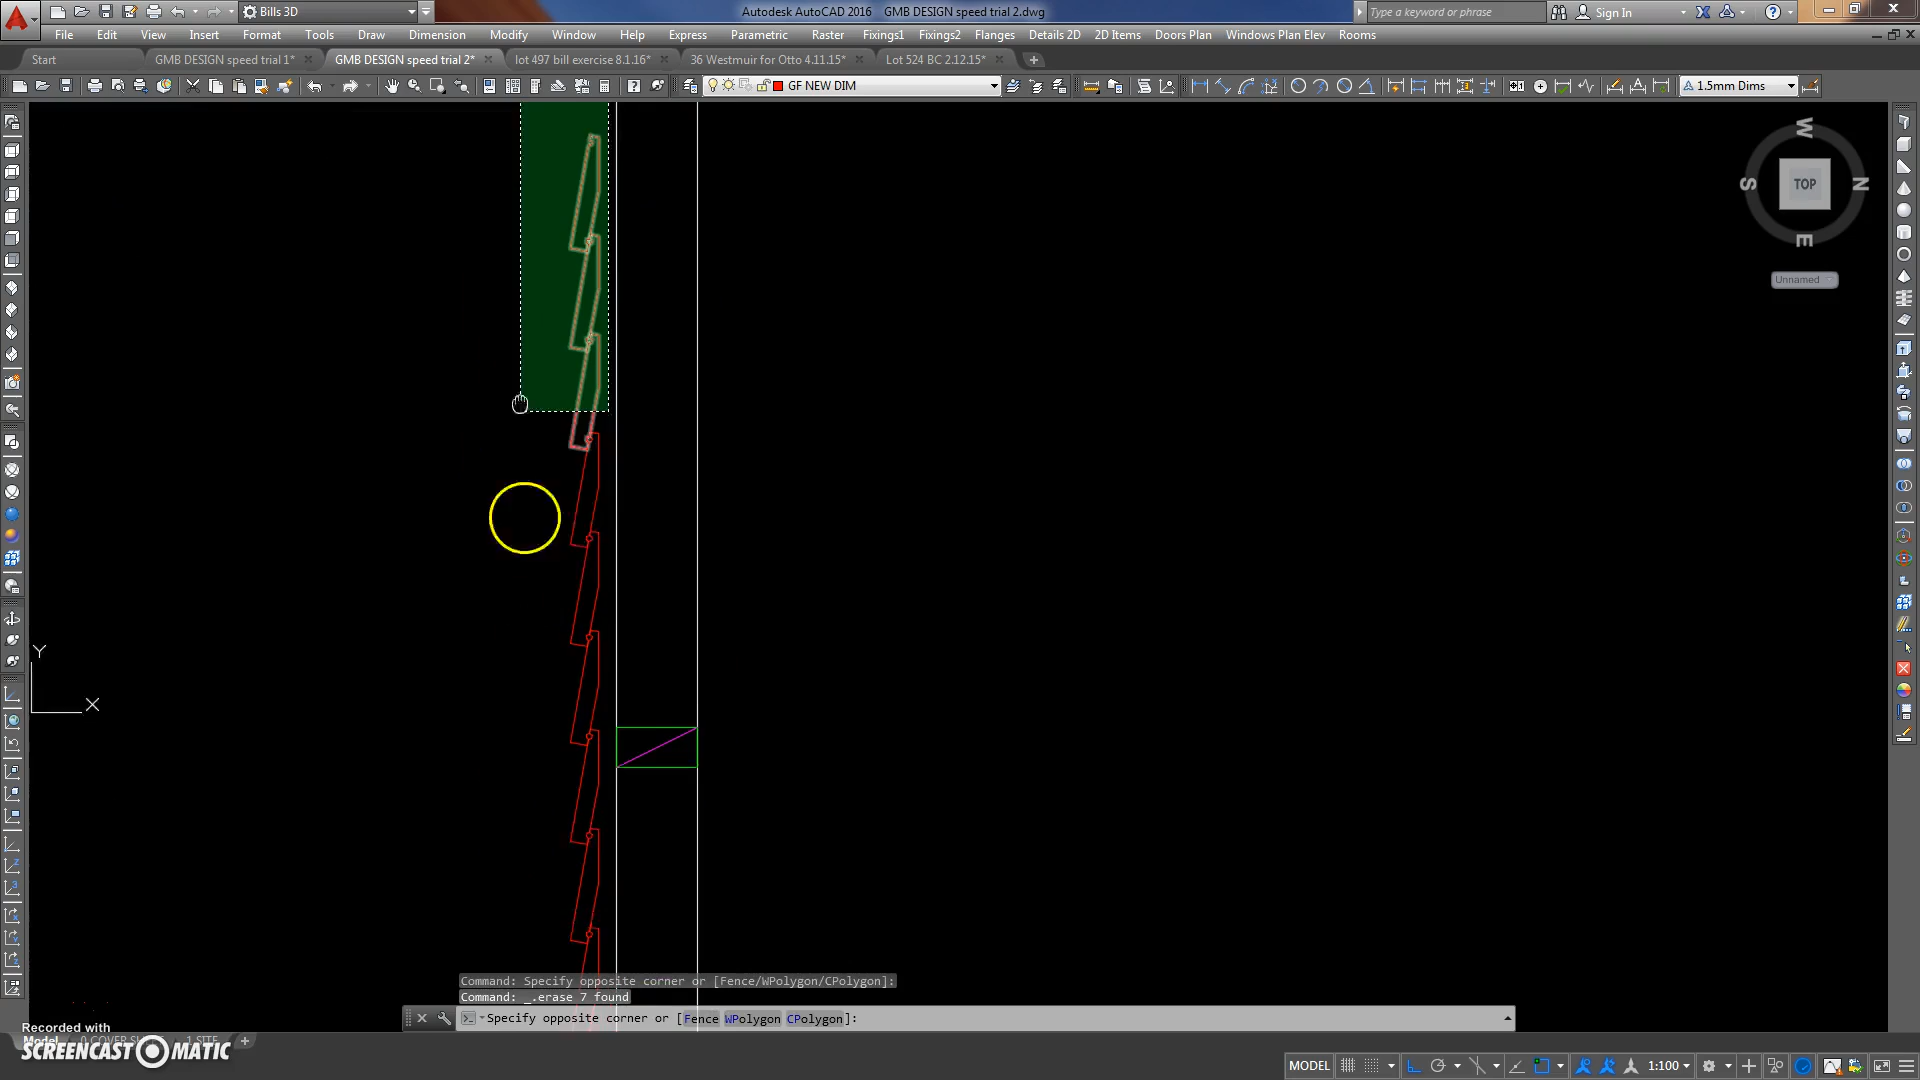 Bills 3D
Autodesk AutoCAD 2016 GMB DESIGN speed trial 2.dwg
Type a keyword or phrase
Sign In
File Edit View Insert Format Tools Draw Dimension Modify Window Help Express Parametric Raster Fixings1 Fixings2 Flanges Details 2D 2D Items Doors Plan Windows Plan Elev Rooms
Start GMB DESIGN speed trial 1* GMB DESIGN speed trial 2* lot 497 bill exercise 8.1.16* 36 Westmuir for Otto 4.11.15* Lot 524 BC 2.12.15*
GF NEW DIM
1.5mm Dims
W
S TOP N
E
Unnamed
Y
X
Command: Specify opposite corner or [Fence/WPolygon/CPolygon]:
Command: _.erase 7 found
Specify opposite corner or [Fence WPolygon CPolygon]:
Recorded with
Model
SCREENCAST MATIC
MODEL 1:100